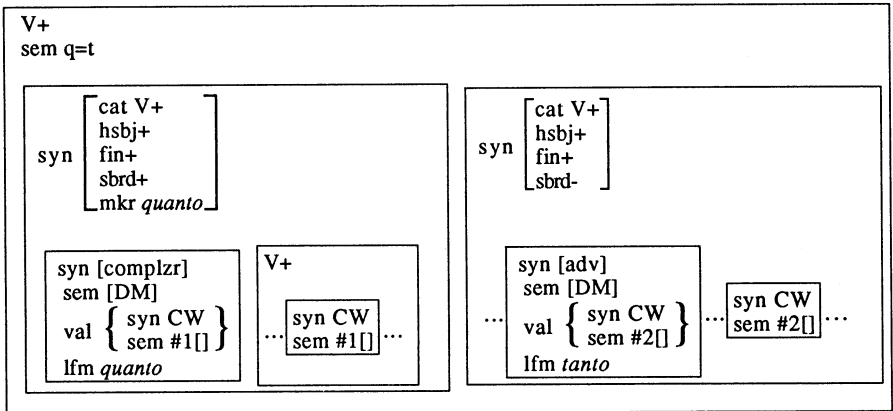 V+
sem q=t
syn [cat V+
hsbj+
fin+
sbrd+
mkr quanto]
syn [complzr]
sem [DM]
val { syn CW
sem #1[] }
lfm quanto
V+
... syn CW
sem #1[] ...
syn [cat V+
hsbj+
fin+
sbrd-]
... syn [adv]
sem [DM]
val { syn CW
sem #2[] }
lfm tanto
... syn CW
sem #2[] ...